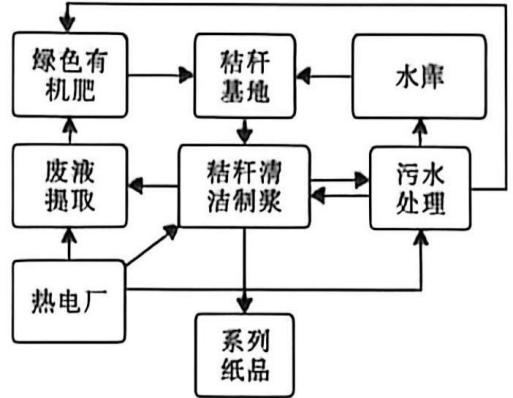 绿色有
机肥
秸秆
基地
水库
废液
提取
秸秆清
洁制浆
污水
处理
热电厂
系列
纸品